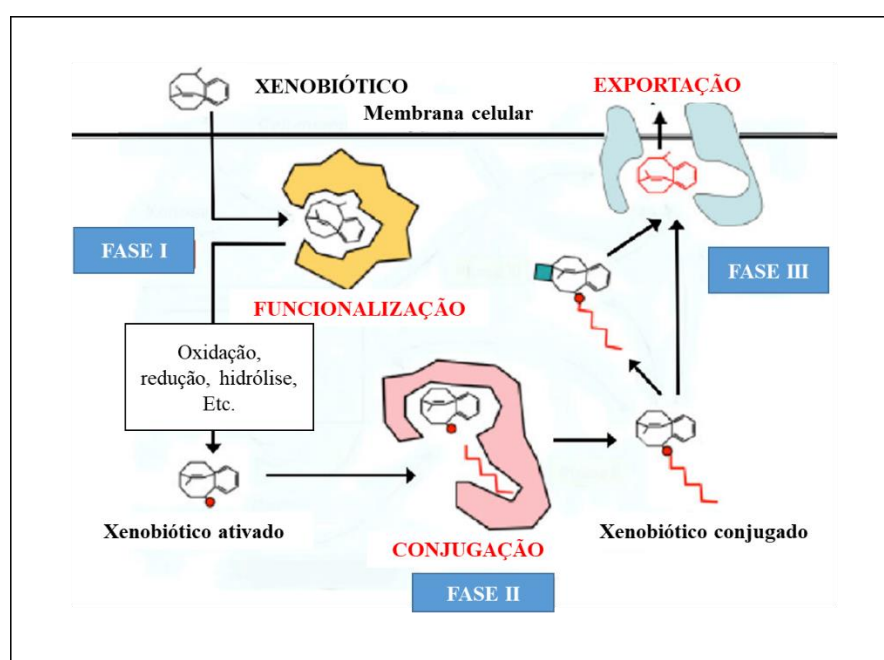 XENOBIÓTICO
EXPORTAÇÃO
Membrana celular
FASE I
FASE III
FUNCIONALIZAÇÃO
Oxidação,
redução, hidrólise,
Etc.
Xenobiótico ativado
Xenobiótico conjugado
CONJUGAÇÃO
FASE II